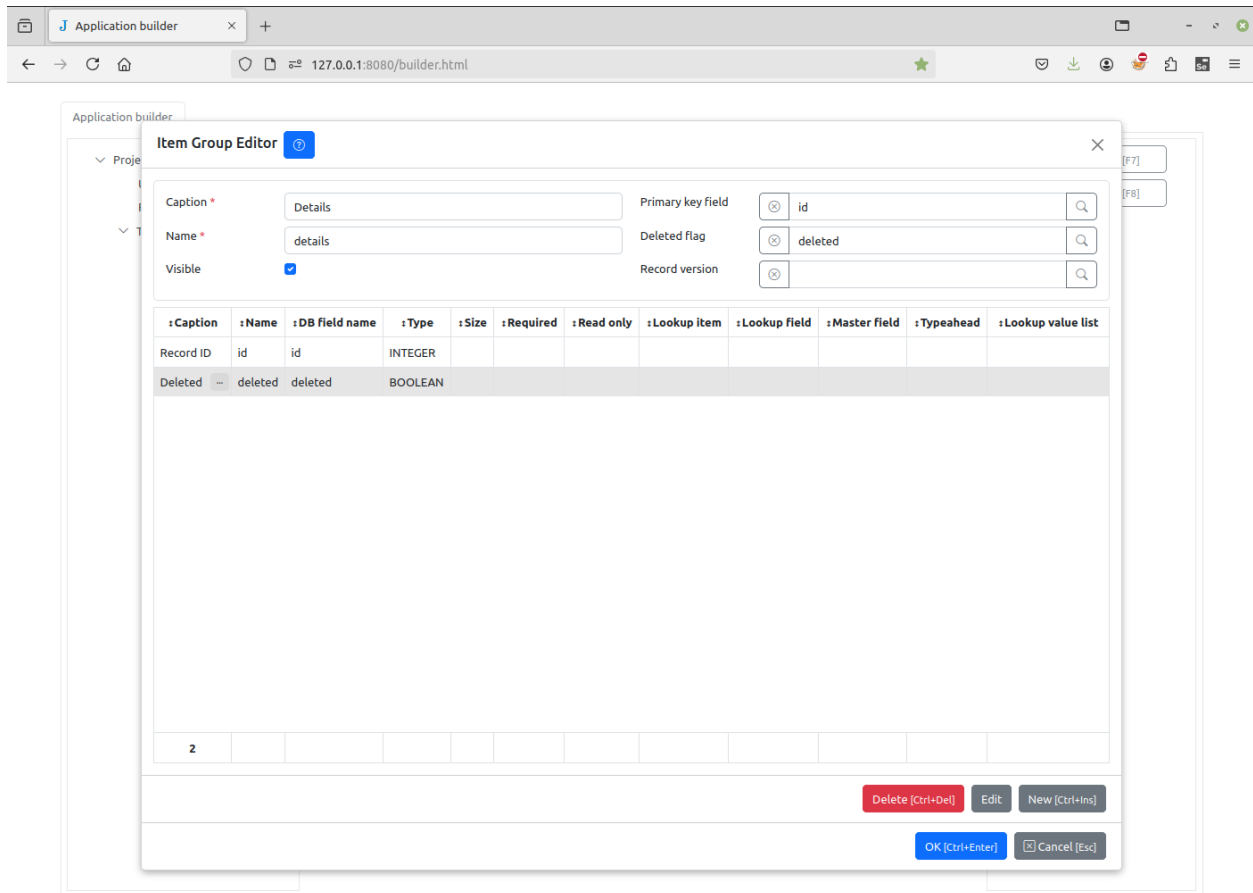 J Application builder
127.0.0.1:8080/builder.html
Application builder
Item Group Editor
Proje
[F7]
[F8]
Caption * Details Primary key field id
Name * details Deleted flag deleted
Visible Record version
Caption Name DB field name Type Size Required Read only Lookup item Lookup field Master field Typeahead Lookup value list
Record ID id id INTEGER
Deleted ... deleted deleted BOOLEAN
2
Delete [Ctrl+Del] Edit New [Ctrl+Ins]
OK [Ctrl+Enter] Cancel [Esc]